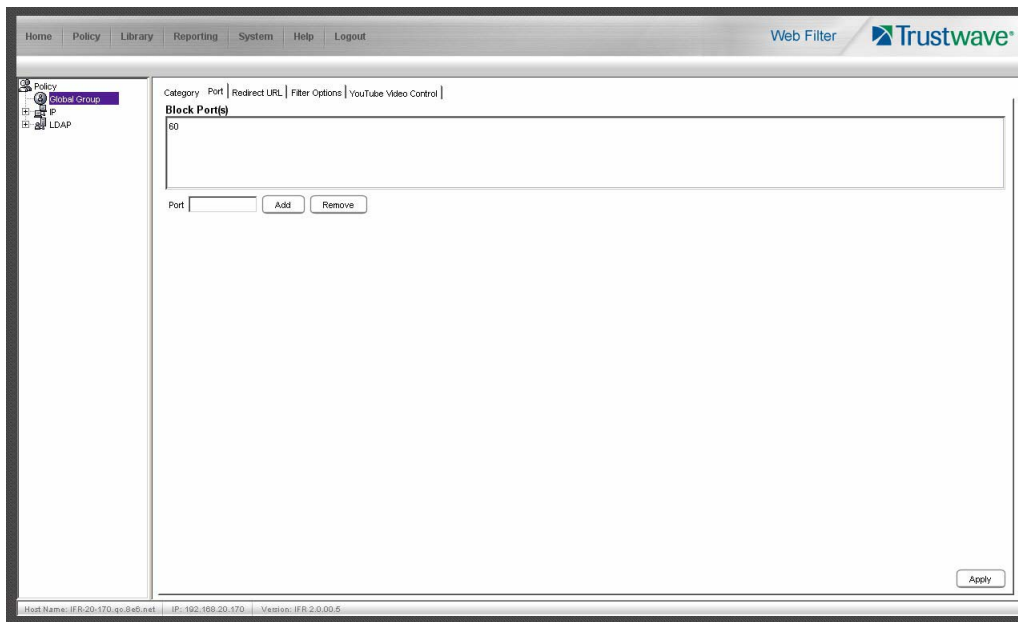 Home Policy Library Reporting System Help Logout Web Filter Trustwave®
Policy
Global Group
IP
LDAP
Category Port Redirect URL Filter Options YouTube Video Control
Block Port(s)
60
Port Add Remove
Apply
Host Name: IFR-20-170.qc.8e6.net IP: 192.168.20.170 Version: IFR 2.0.00.5